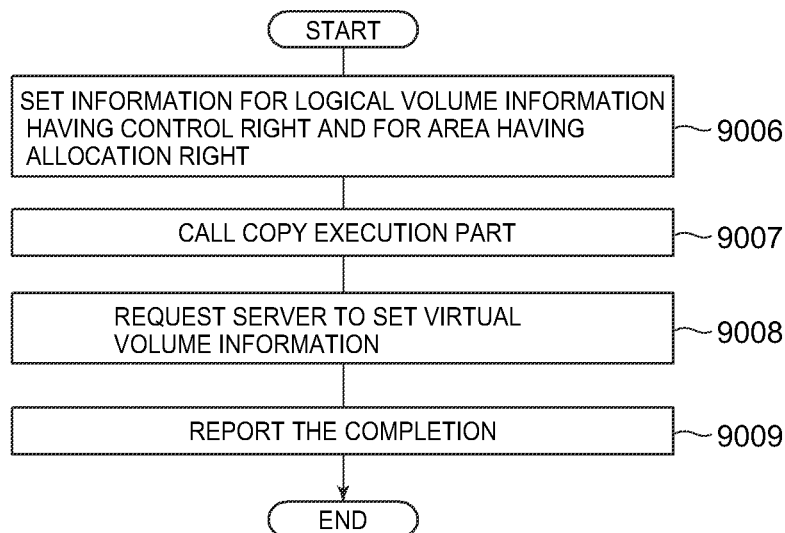 START
SET INFORMATION FOR LOGICAL VOLUME INFORMATION
HAVING CONTROL RIGHT AND FOR AREA HAVING
ALLOCATION RIGHT
9006
CALL COPY EXECUTION PART
9007
REQUEST SERVER TO SET VIRTUAL
VOLUME INFORMATION
9008
REPORT THE COMPLETION
9009
END